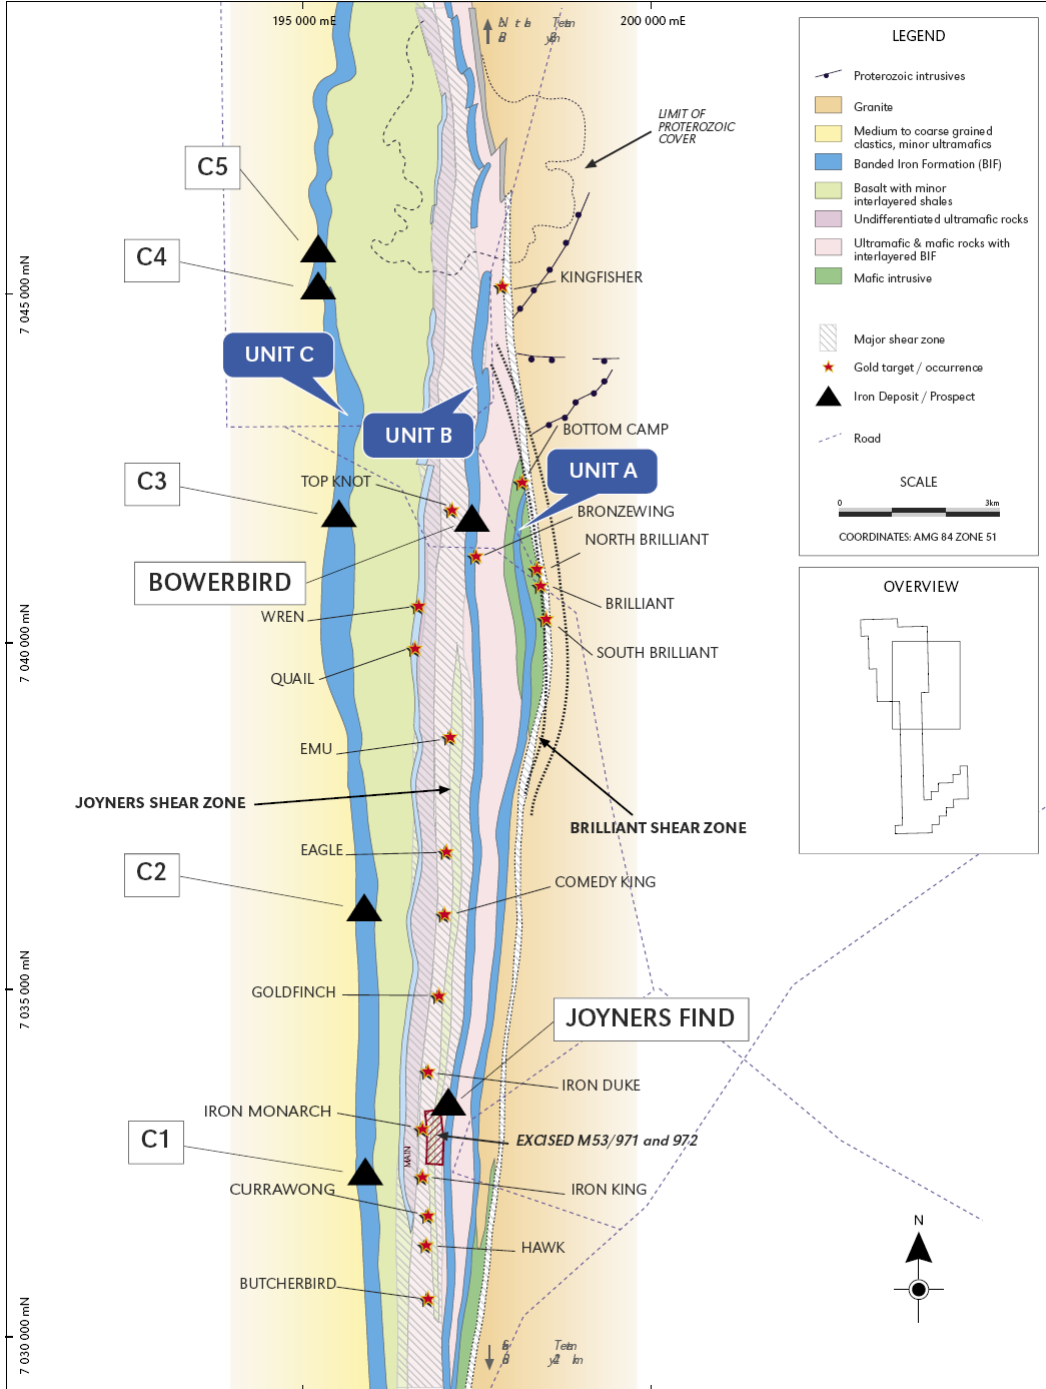 195 000 mE
200 000 mE
LEGEND
Proterozoic intrusives
Granite
Medium to coarse grained
clastics, minor ultramafics
Banded Iron Formation (BIF)
Basalt with minor
interlayered shales
Undifferentiated ultramafic rocks
Ultramafic & mafic rocks with
interlayered BIF
Mafic intrusive
Major shear zone
Gold target / occurrence
Iron Deposit / Prospect
Road
SCALE
0 3km
COORDINATES: AMG 84 ZONE 51
OVERVIEW
LIMIT OF
PROTEROZOIC
COVER
C5
C4
7 045 000 mN
KINGFISHER
UNIT C
UNIT B
BOTTOM CAMP
UNIT A
C3
TOP KNOT
BRONZEWING
NORTH BRILLIANT
BOWERBIRD
BRILLIANT
WREN
SOUTH BRILLIANT
7 040 000 mN
QUAIL
EMU
JOYNERS SHEAR ZONE
BRILLIANT SHEAR ZONE
EAGLE
C2
COMEDY KING
GOLDFINCH
7 035 000 mN
JOYNERS FIND
IRON DUKE
IRON MONARCH
EXCISED M53/971 and 972
C1
MAIN
CURRAWONG
IRON KING
HAWK
BUTCHERBIRD
N
7 030 000 mN